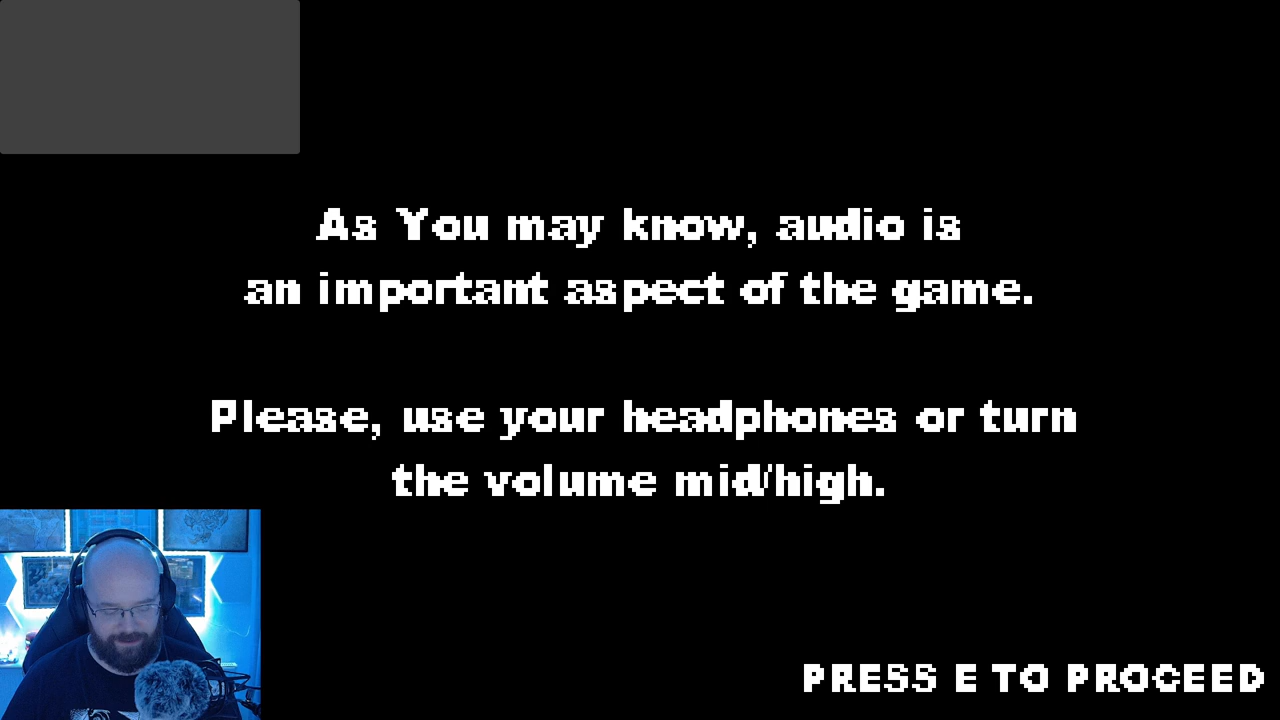 As You may know, audio is
an important aspect of the game.
Please, use your headphones or turn
the volume mid/high.
PRESS E TO PROCEED